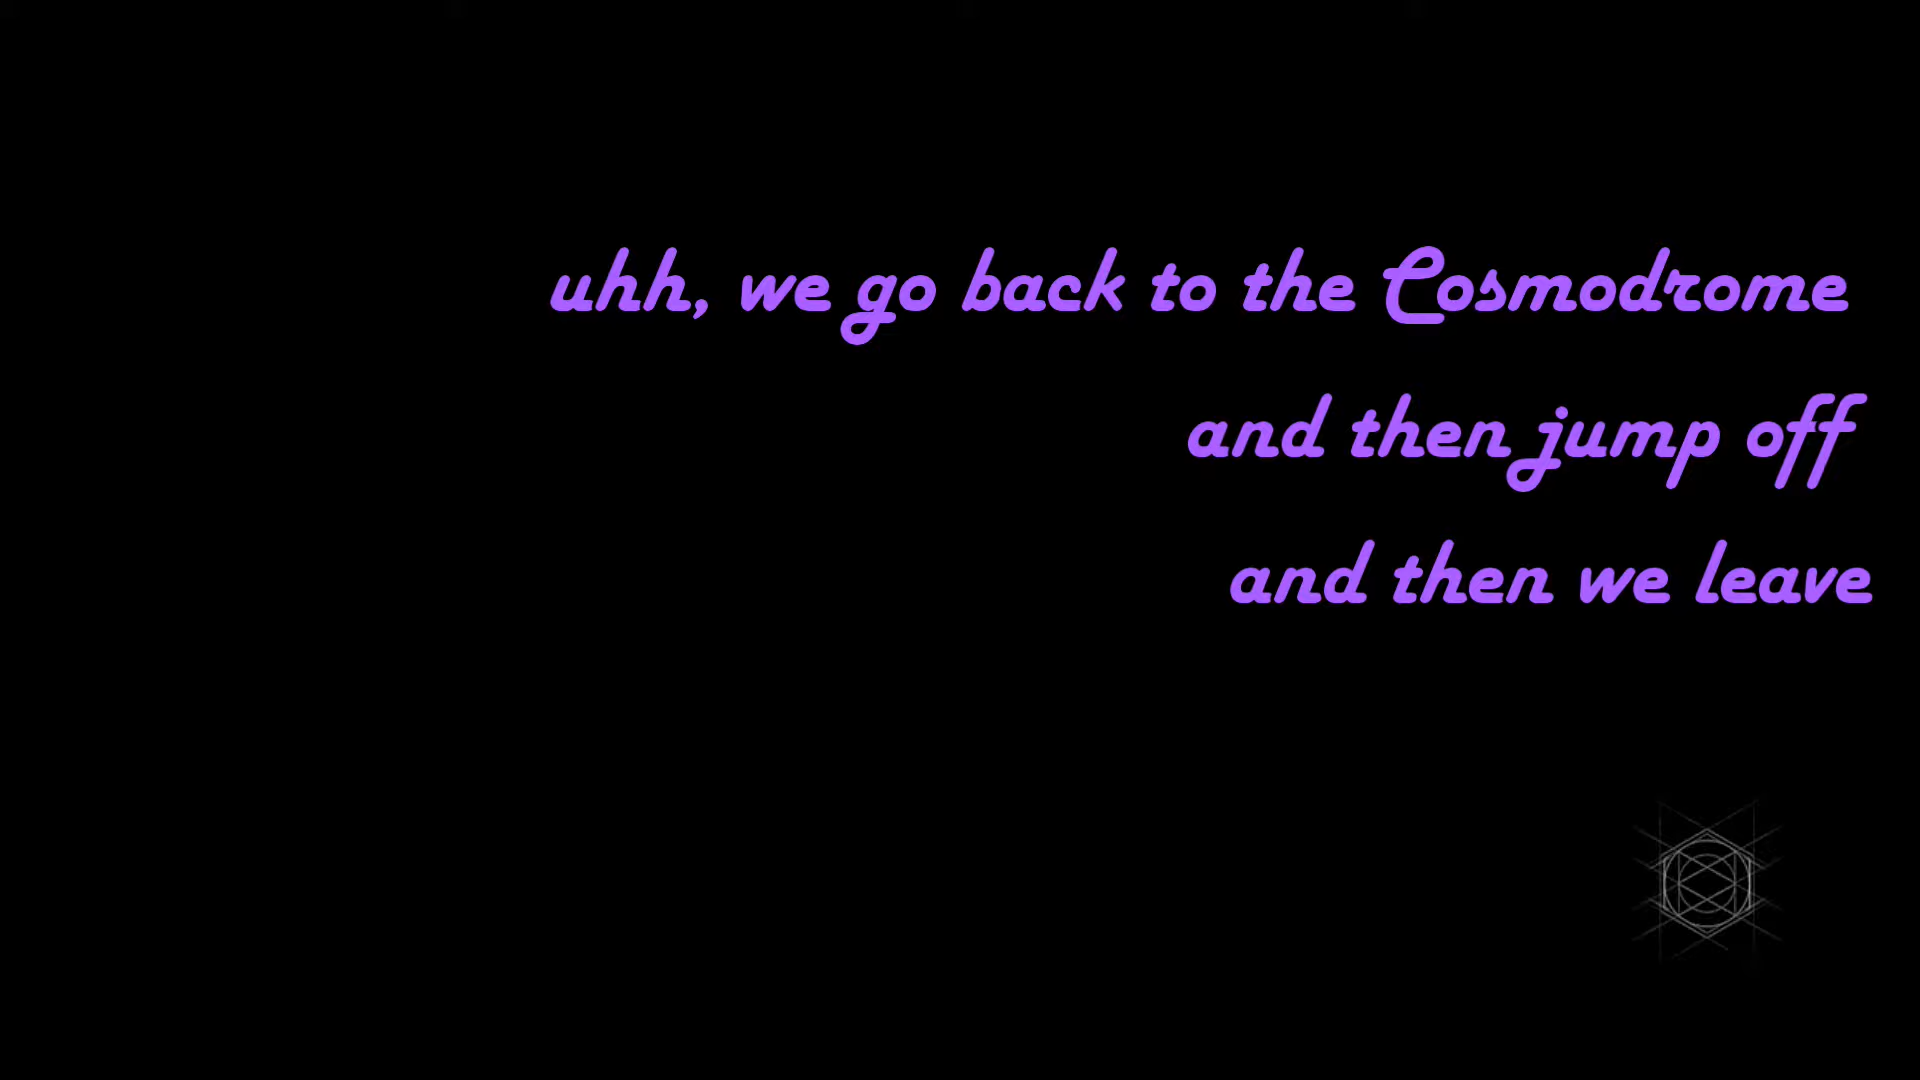 uhh, we go back to the Cosmodrome
and then jump off
and then we leave